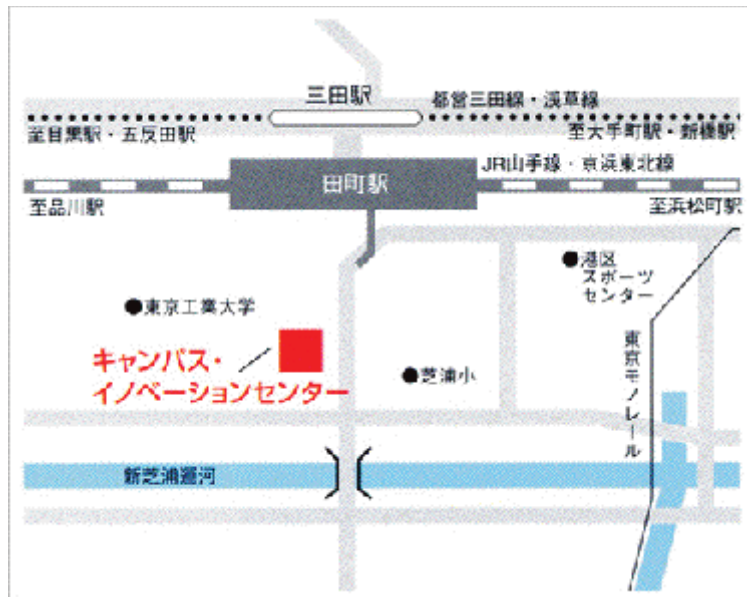 三田駅
都営三田線・浅草線
至目黒駅・五反田駅
至大手町駅・新橋駅
田町駅
JR山手線・京浜東北線
至品川駅
至浜松町駅
●港区
スポーツ
センター
●東京工業大学
キャンパス・
イノベーションセンター
●芝浦小
東京モノレール
新芝浦運河